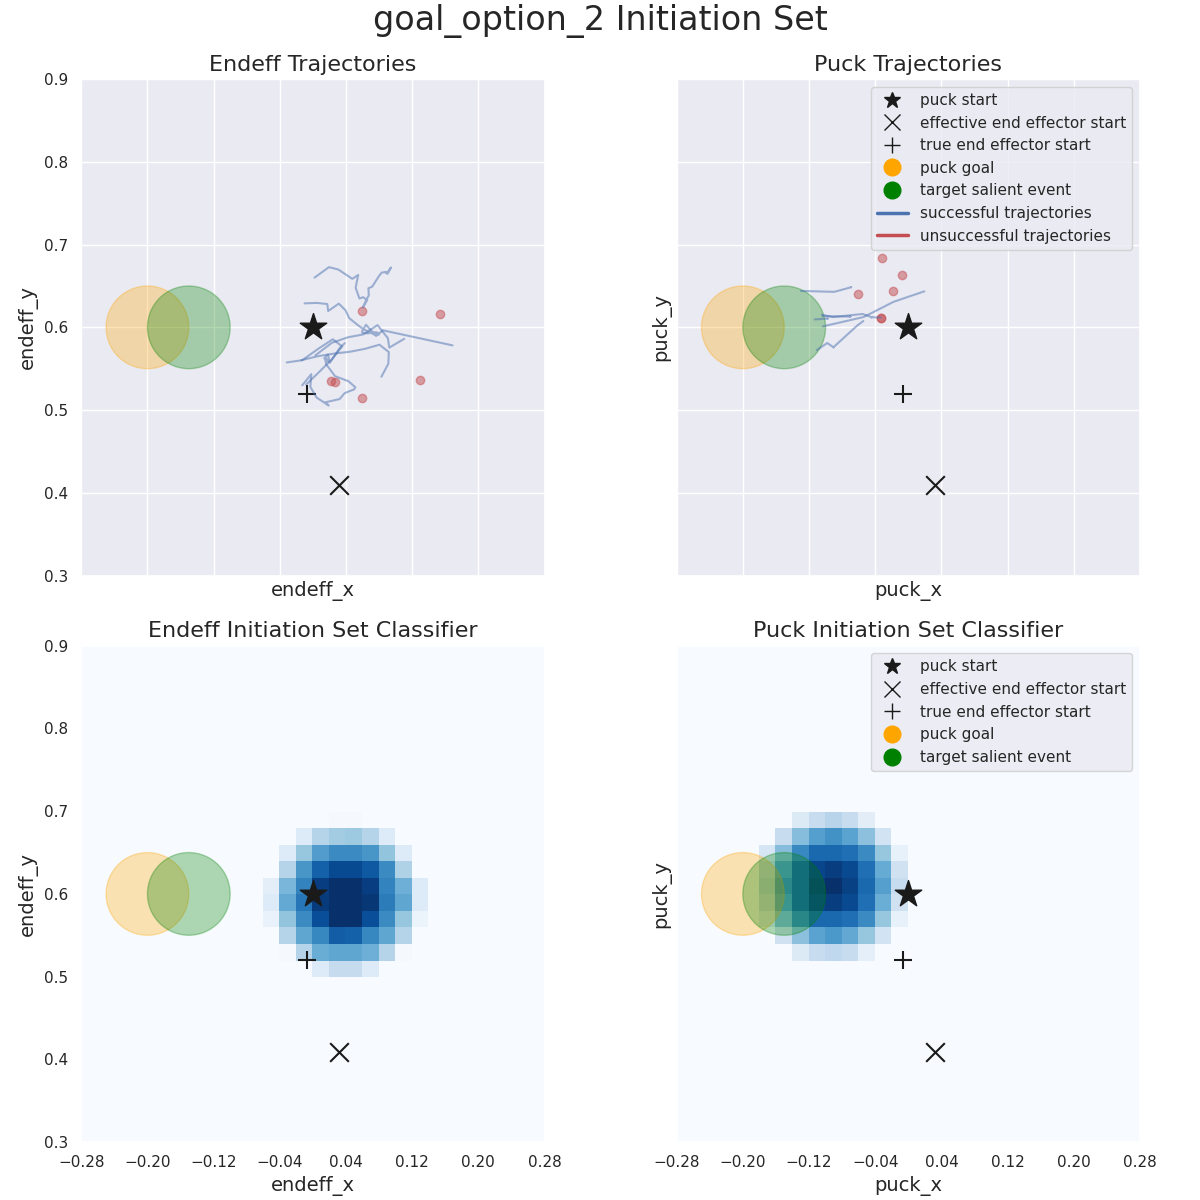 goal_option_2 Initiation Set
Endeff Trajectories
0.9
0.8
0.7
0.6
0.5
0.4
0.3
endeff_y
endeff_x
Puck Trajectories
puck start
effective end effector start
true end effector start
puck goal
target salient event
successful trajectories
unsuccessful trajectories
puck_y
puck_x
Endeff Initiation Set Classifier
0.9
0.8
0.7
0.6
0.5
0.4
0.3
endeff_y
−0.28 −0.20 −0.12 −0.04 0.04 0.12 0.20 0.28
endeff_x
Puck Initiation Set Classifier
puck start
effective end effector start
true end effector start
puck goal
target salient event
puck_y
−0.28 −0.20 −0.12 −0.04 0.04 0.12 0.20 0.28
puck_x